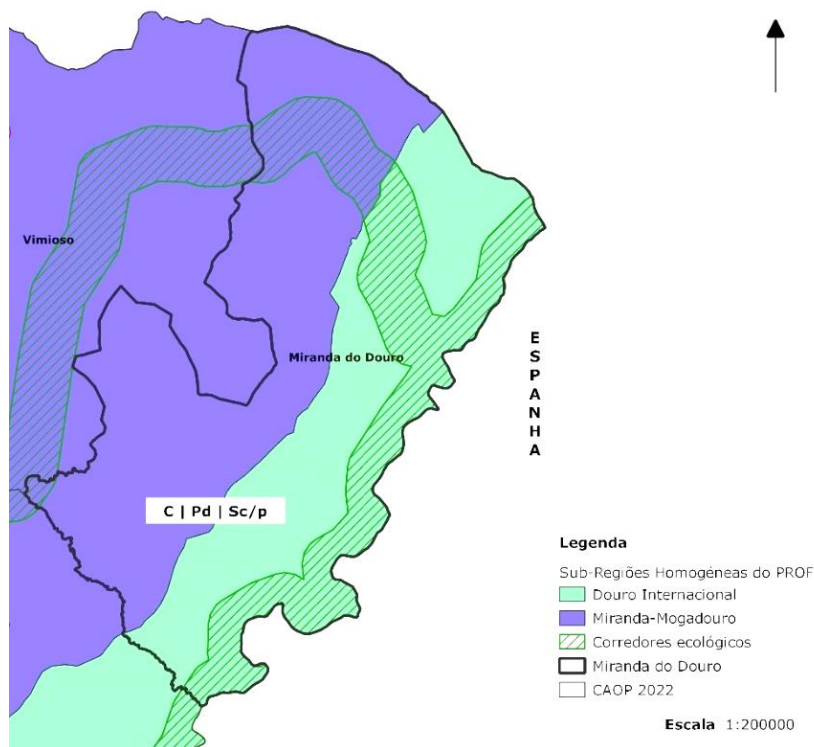 Vimioso
Miranda do Douro
E
S
P
A
N
H
A
C | Pd | Sc/p
Legenda
Sub-Regiões Homogéneas do PROF
Douro Internacional
Miranda-Mogadouro
Corredores ecológicos
Miranda do Douro
CAOP 2022
Escala 1:200000